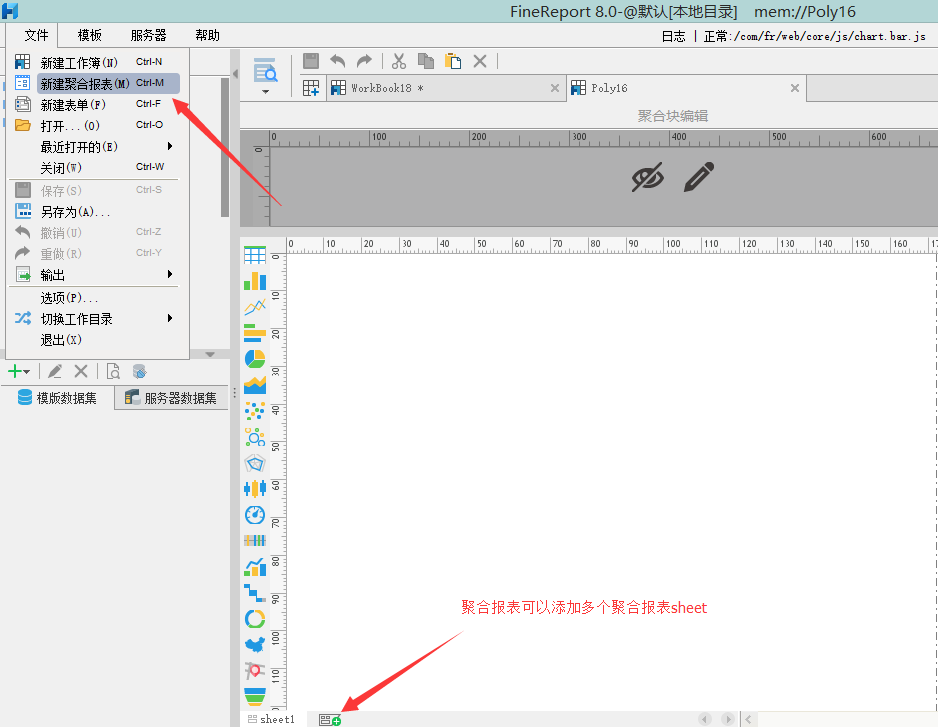 FineReport 8.0-@默认[本地目录] mem://Poly16
文件 模板 服务器 帮助
日志 | 正常:/com/fr/web/core/js/chart.bar.js
新建工作簿(N) Ctrl-N
新建聚合报表(M) Ctrl-M
新建表单(F) Ctrl-F
打开...(O) Ctrl-O
最近打开的(E)
关闭(W) Ctrl-W
保存(S) Ctrl-S
另存为(A)...
撤销(U) Ctrl-Z
重做(R) Ctrl-Y
输出
选项(P)...
切换工作目录
退出(X)
模版数据集 服务器数据集
WorkBook18 * Poly16
聚合块编辑
0 100 200 300 400 500 600
0
0 10 20 30 40 50 60 70 80 90 100 110 120 130 140 150 160 17
0
10
20
30
40
50
60
70
80
90
100
110
聚合报表可以添加多个聚合报表sheet
sheet1